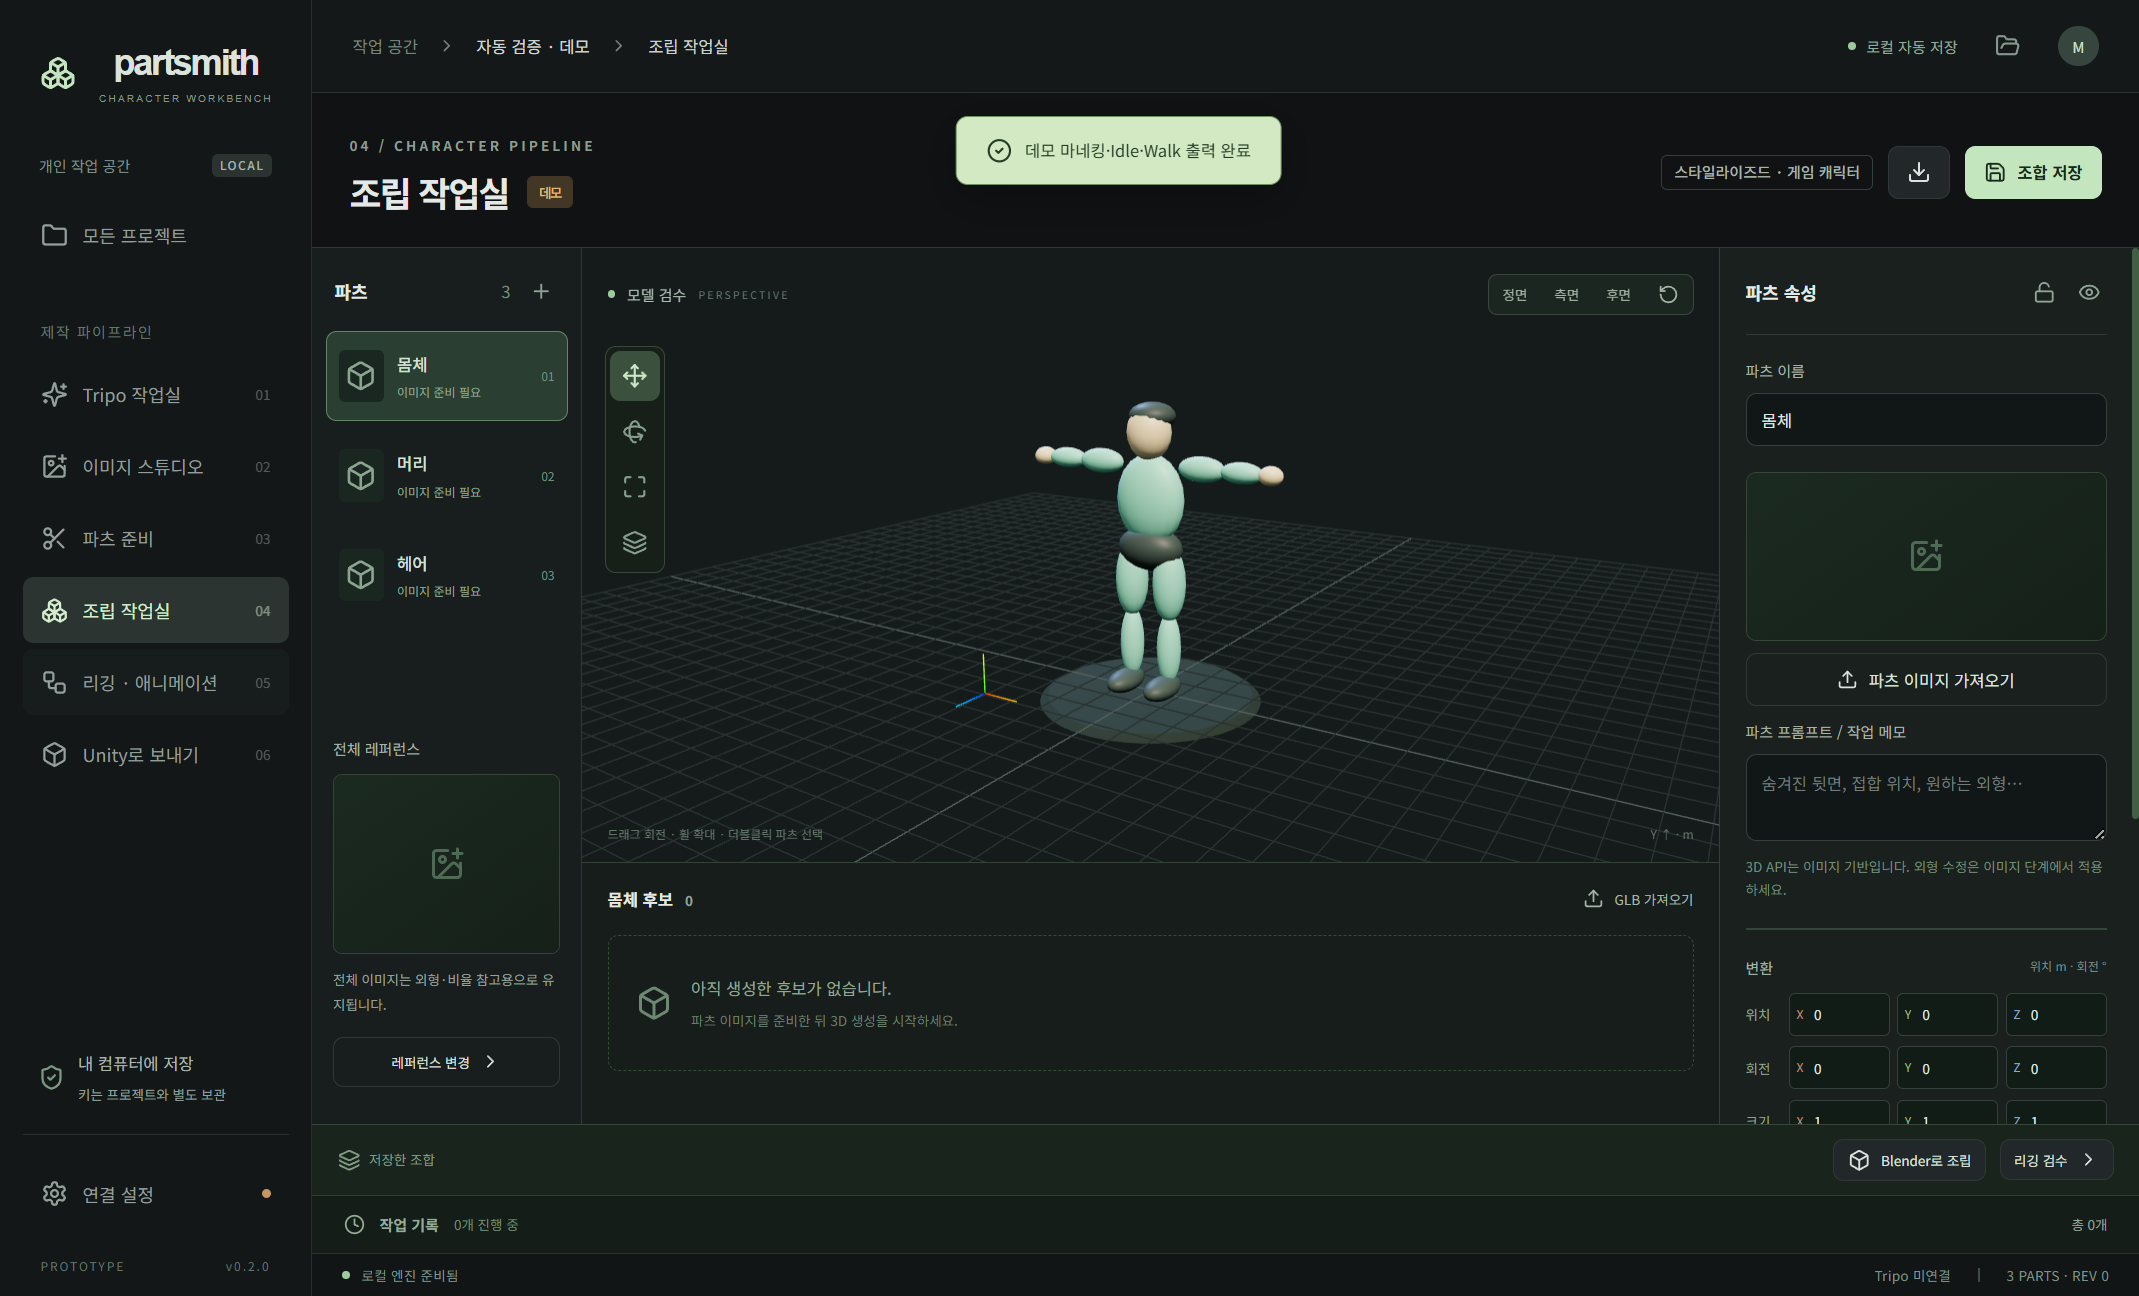 partsmith
CHARACTER WORKBENCH
개인 작업 공간 LOCAL
모든 프로젝트
제작 파이프라인
Tripo 작업실 01
이미지 스튜디오 02
파츠 준비 03
조립 작업실 04
리깅 · 애니메이션 05
Unity로 보내기 06
내 컴퓨터에 저장
키는 프로젝트와 별도 보관
연결 설정
PROTOTYPE v0.2.0
작업 공간 > 자동 검증 · 데모 > 조립 작업실
로컬 자동 저장 M
04 / CHARACTER PIPELINE
조립 작업실 데모
데모 마네킹·Idle·Walk 출력 완료
스타일라이즈드 · 게임 캐릭터
조합 저장
파츠 3
몸체 01
이미지 준비 필요
머리 02
이미지 준비 필요
헤어 03
이미지 준비 필요
전체 레퍼런스
전체 이미지는 외형·비율 참고용으로 유
지됩니다.
레퍼런스 변경
모델 검수 PERSPECTIVE
정면 측면 후면
드래그 회전 · 휠 확대 · 더블클릭 파츠 선택
Y ↑ · m
몸체 후보 0
GLB 가져오기
아직 생성한 후보가 없습니다.
파츠 이미지를 준비한 뒤 3D 생성을 시작하세요.
파츠 속성
파츠 이름
몸체
파츠 이미지 가져오기
파츠 프롬프트 / 작업 메모
숨겨진 뒷면, 접합 위치, 원하는 외형…
3D API는 이미지 기반입니다. 외형 수정은 이미지 단계에서 적용
하세요.
변환 위치 m · 회전 °
위치 X 0 Y 0 Z 0
회전 X 0 Y 0 Z 0
크기 X 1 Y 1 Z 1
저장한 조합
Blender로 조립
리깅 검수
작업 기록 0개 진행 중
총 0개
로컬 엔진 준비됨
Tripo 미연결 | 3 PARTS · REV 0